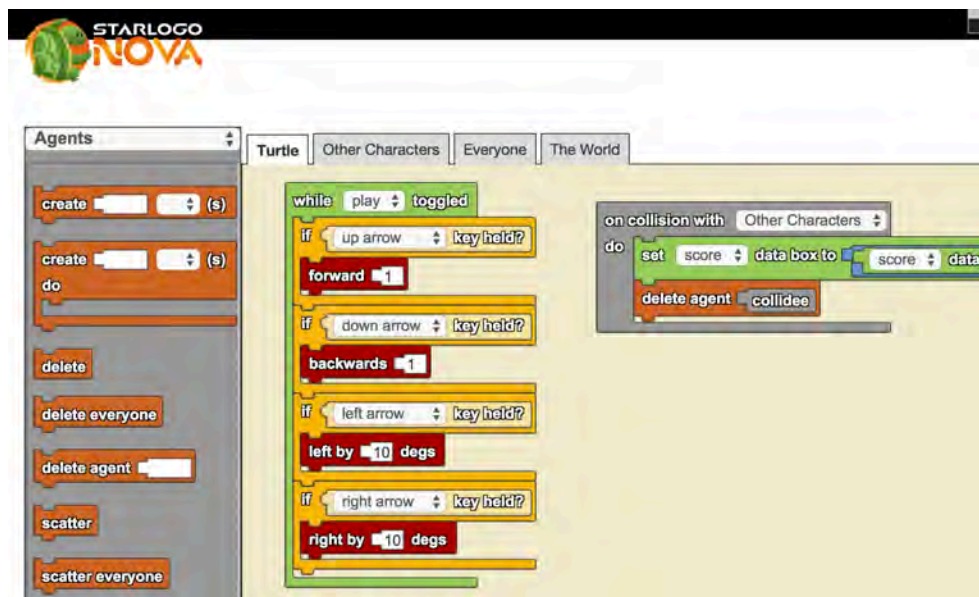 STARLOGO
NOVA
Agents
Turtle
Other Characters
Everyone
The World
create (s)
create (s)
do
delete
delete everyone
delete agent
scatter
scatter everyone
while play toggled
if up arrow key held?
forward 1
if down arrow key held?
backwards 1
if left arrow key held?
left by 10 degs
if right arrow key held?
right by 10 degs
on collision with Other Characters
do
set score data box to score data
delete agent collidee